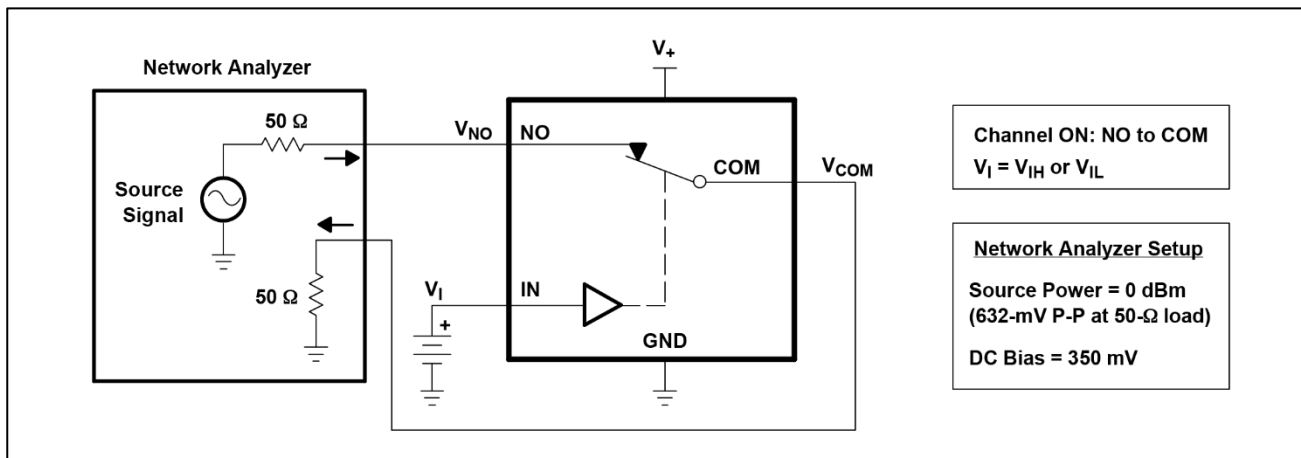 Network Analyzer
50 Ω
Source
Signal
50 Ω
V+
VNO
NO
COM
VCOM
VI
+
IN
GND
Channel ON: NO to COM
VI = VIH or VIL
Network Analyzer Setup
Source Power = 0 dBm
(632-mV P-P at 50-Ω load)
DC Bias = 350 mV